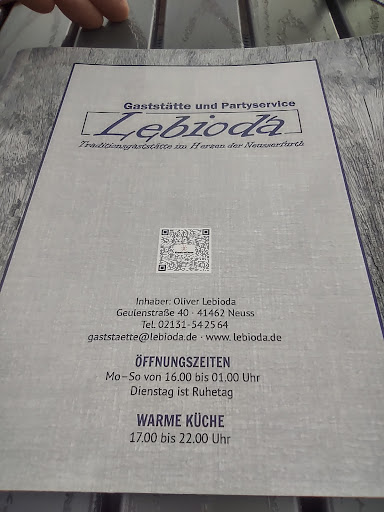 Gaststätte und Partyservice
Lebioda
Traditionsgaststätte im Herzen der Neusserfurth
Inhaber: Oliver Lebioda
Geulenstraße 40 · 41462 Neuss
Tel. 02131-54 25 64
gaststaette@lebioda.de · www.lebioda.de
ÖFFNUNGSZEITEN
Mo–So von 16.00 bis 01.00 Uhr
Dienstag ist Ruhetag
WARME KÜCHE
17.00 bis 22.00 Uhr